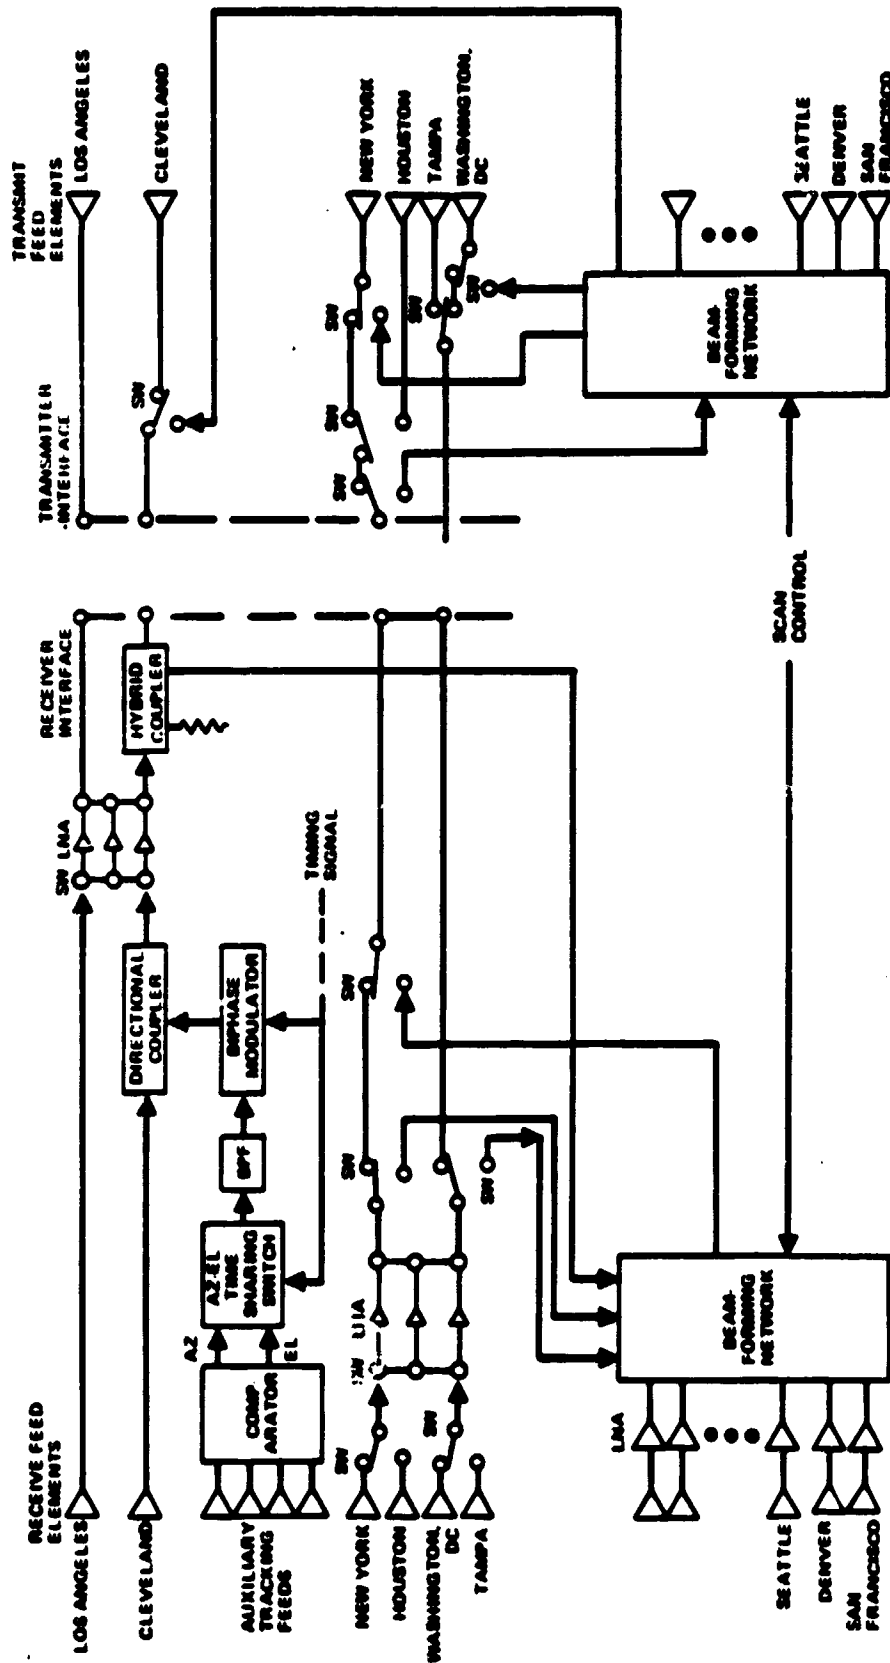 RECEIVE FEED
ELEMENTS
LOS ANGELES
CLEVELAND
AUXILIARY
TRACKING
FEEDS
NEW YORK
HOUSTON
WASHINGTON,
DC
TAMPA
SEATTLE
DENVER
SAN
FRANCISCO
COMP
ARATOR
AZ
EL
AZ-EL
TIME
SHARING
SWITCH
BPF
BIPHASE
MODULATOR
DIRECTIONAL
COUPLER
TIMING
SIGNAL
SW LNA
HYBRID
COUPLER
RECEIVER
INTERFACE
SW
SW
SW LNA
SW
SW
SW
LNA
BEAM-
FORMING
NETWORK
SCAN
CONTROL
TRANSMITTER
INTERFACE
SW
SW
SW
SW
SW
SW
BEAM-
FORMING
NETWORK
TRANSMIT
FEED
ELEMENTS
LOS ANGELES
CLEVELAND
NEW YORK
HOUSTON
TAMPA
WASHINGTON,
DC
SEATTLE
DENVER
SAN
FRANCISCO